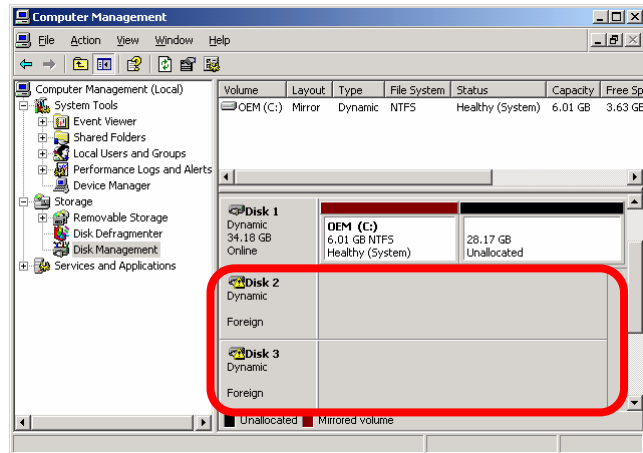 Computer Management
File Action View Window Help
Computer Management (Local)
System Tools
Event Viewer
Shared Folders
Local Users and Groups
Performance Logs and Alerts
Device Manager
Storage
Removable Storage
Disk Defragmenter
Disk Management
Services and Applications
Volume Layout Type File System Status Capacity Free Sp
OEM (C:) Mirror Dynamic NTFS Healthy (System) 6.01 GB 3.63 GB
Disk 1
Dynamic
34.18 GB
Online
OEM (C:)
6.01 GB NTFS
Healthy (System)
28.17 GB
Unallocated
Disk 2
Dynamic
Foreign
Disk 3
Dynamic
Foreign
Unallocated Mirrored volume